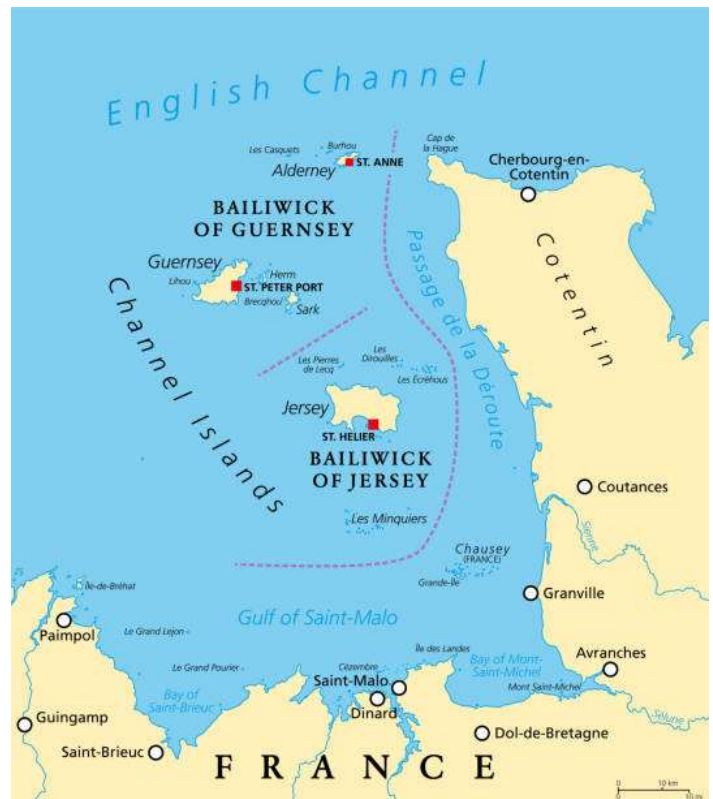 English Channel
Les Casquets
Burhou
Alderney
ST. ANNE
Cap de
la Hague
Cherbourg-en-
Cotentin
BAILIWICK
OF GUERNSEY
Cotentin
Guernsey
Lihou
Herm
ST. PETER PORT
Brecqhou
Sark
Passage de la Déroute
Channel Islands
Les Pierres
de Lecq
Les
Dirouilles
Les Écréhous
Jersey
ST. HELIER
BAILIWICK
OF JERSEY
Coutances
Les Minquiers
Sienne
Chausey
(FRANCE)
Grande-Île
Granville
Île-de-Bréhat
Paimpol
Le Grand Lejon
Gulf of Saint-Malo
Île des Landes
Avranches
Bay of Mont-
Saint-Michel
Mont Saint-Michel
Le Grand Pourier
Cézembre
Saint-Malo
Bay of
Saint-Brieuc
Dinard
Sélune
Guingamp
Saint-Brieuc
Dol-de-Bretagne
FRANCE
0 10 km
10 mi